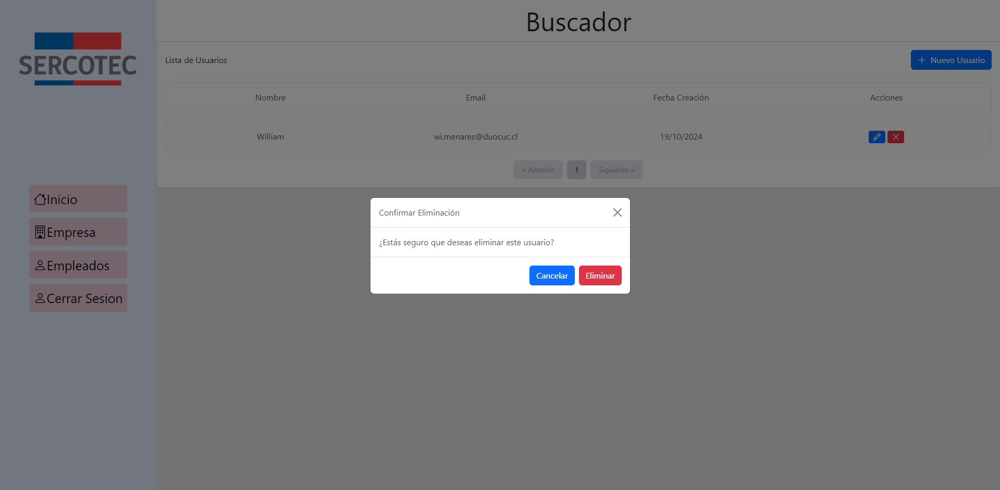 SERCOTEC
Inicio
Empresa
Empleados
Cerrar Sesion
Buscador
Lista de Usuarios
+ Nuevo Usuario
Nombre Email Fecha Creación Acciones
William wi.menares@duocuc.cl 19/10/2024
« Anterior 1 Siguiente »
Confirmar Eliminación
¿Estás seguro que deseas eliminar este usuario?
Cancelar Eliminar